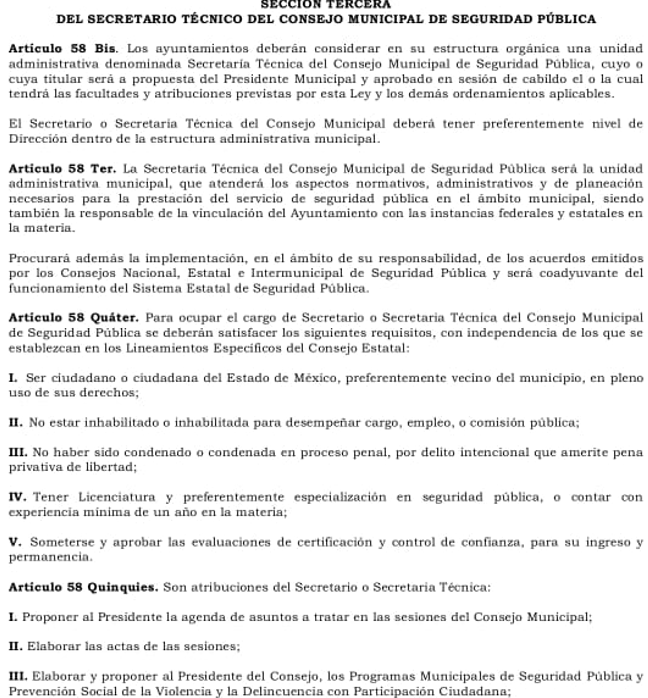 SECCIÓN TERCERA
DEL SECRETARIO TÉCNICO DEL CONSEJO MUNICIPAL DE SEGURIDAD PÚBLICA
Artículo 58 Bis. Los ayuntamientos deberán considerar en su estructura orgánica una unidad
administrativa denominada Secretaría Técnica del Consejo Municipal de Seguridad Pública, cuyo o
cuya titular será a propuesta del Presidente Municipal y aprobado en sesión de cabildo el o la cual
tendrá las facultades y atribuciones previstas por esta Ley y los demás ordenamientos aplicables.
El Secretario o Secretaria Técnica del Consejo Municipal deberá tener preferentemente nivel de
Dirección dentro de la estructura administrativa municipal.
Artículo 58 Ter. La Secretaría Técnica del Consejo Municipal de Seguridad Pública será la unidad
administrativa municipal, que atenderá los aspectos normativos, administrativos y de planeación
necesarios para la prestación del servicio de seguridad pública en el ámbito municipal, siendo
también la responsable de la vinculación del Ayuntamiento con las instancias federales y estatales en
la materia.
Procurará además la implementación, en el ámbito de su responsabilidad, de los acuerdos emitidos
por los Consejos Nacional, Estatal e Intermunicipal de Seguridad Pública y será coadyuvante del
funcionamiento del Sistema Estatal de Seguridad Pública.
Artículo 58 Quáter. Para ocupar el cargo de Secretario o Secretaria Técnica del Consejo Municipal
de Seguridad Pública se deberán satisfacer los siguientes requisitos, con independencia de los que se
establezcan en los Lineamientos Específicos del Consejo Estatal:
I. Ser ciudadano o ciudadana del Estado de México, preferentemente vecino del municipio, en pleno
uso de sus derechos;
II. No estar inhabilitado o inhabilitada para desempeñar cargo, empleo, o comisión pública;
III. No haber sido condenado o condenada en proceso penal, por delito intencional que amerite pena
privativa de libertad;
IV. Tener Licenciatura y preferentemente especialización en seguridad pública, o contar con
experiencia mínima de un año en la materia;
V. Someterse y aprobar las evaluaciones de certificación y control de confianza, para su ingreso y
permanencia.
Artículo 58 Quinquies. Son atribuciones del Secretario o Secretaria Técnica:
I. Proponer al Presidente la agenda de asuntos a tratar en las sesiones del Consejo Municipal;
II. Elaborar las actas de las sesiones;
III. Elaborar y proponer al Presidente del Consejo, los Programas Municipales de Seguridad Pública y
Prevención Social de la Violencia y la Delincuencia con Participación Ciudadana;